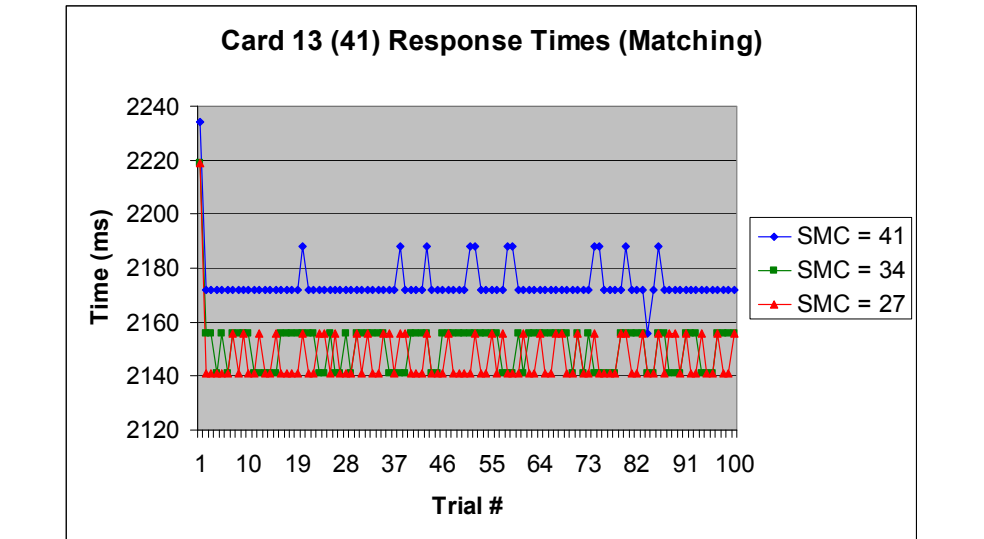 Card 13 (41) Response Times (Matching)
2240
2220
2200
2180
2160
2140
2120
Time (ms)
1 10 19 28 37 46 55 64 73 82 91 100
Trial #
SMC = 41
SMC = 34
SMC = 27